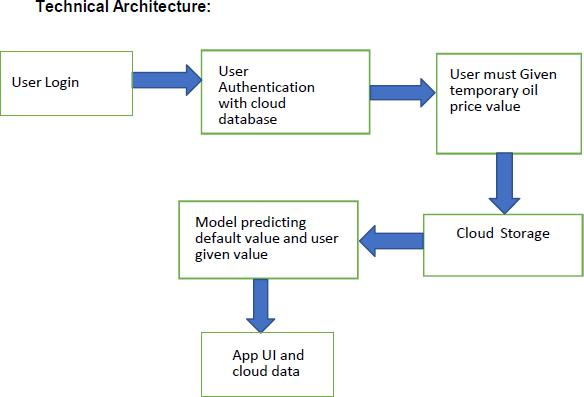 Technical Architecture:
User Login
User
Authentication
with cloud
database
User must Given
temporary oil
price value
Cloud Storage
Model predicting
default value and user
given value
App UI and
cloud data